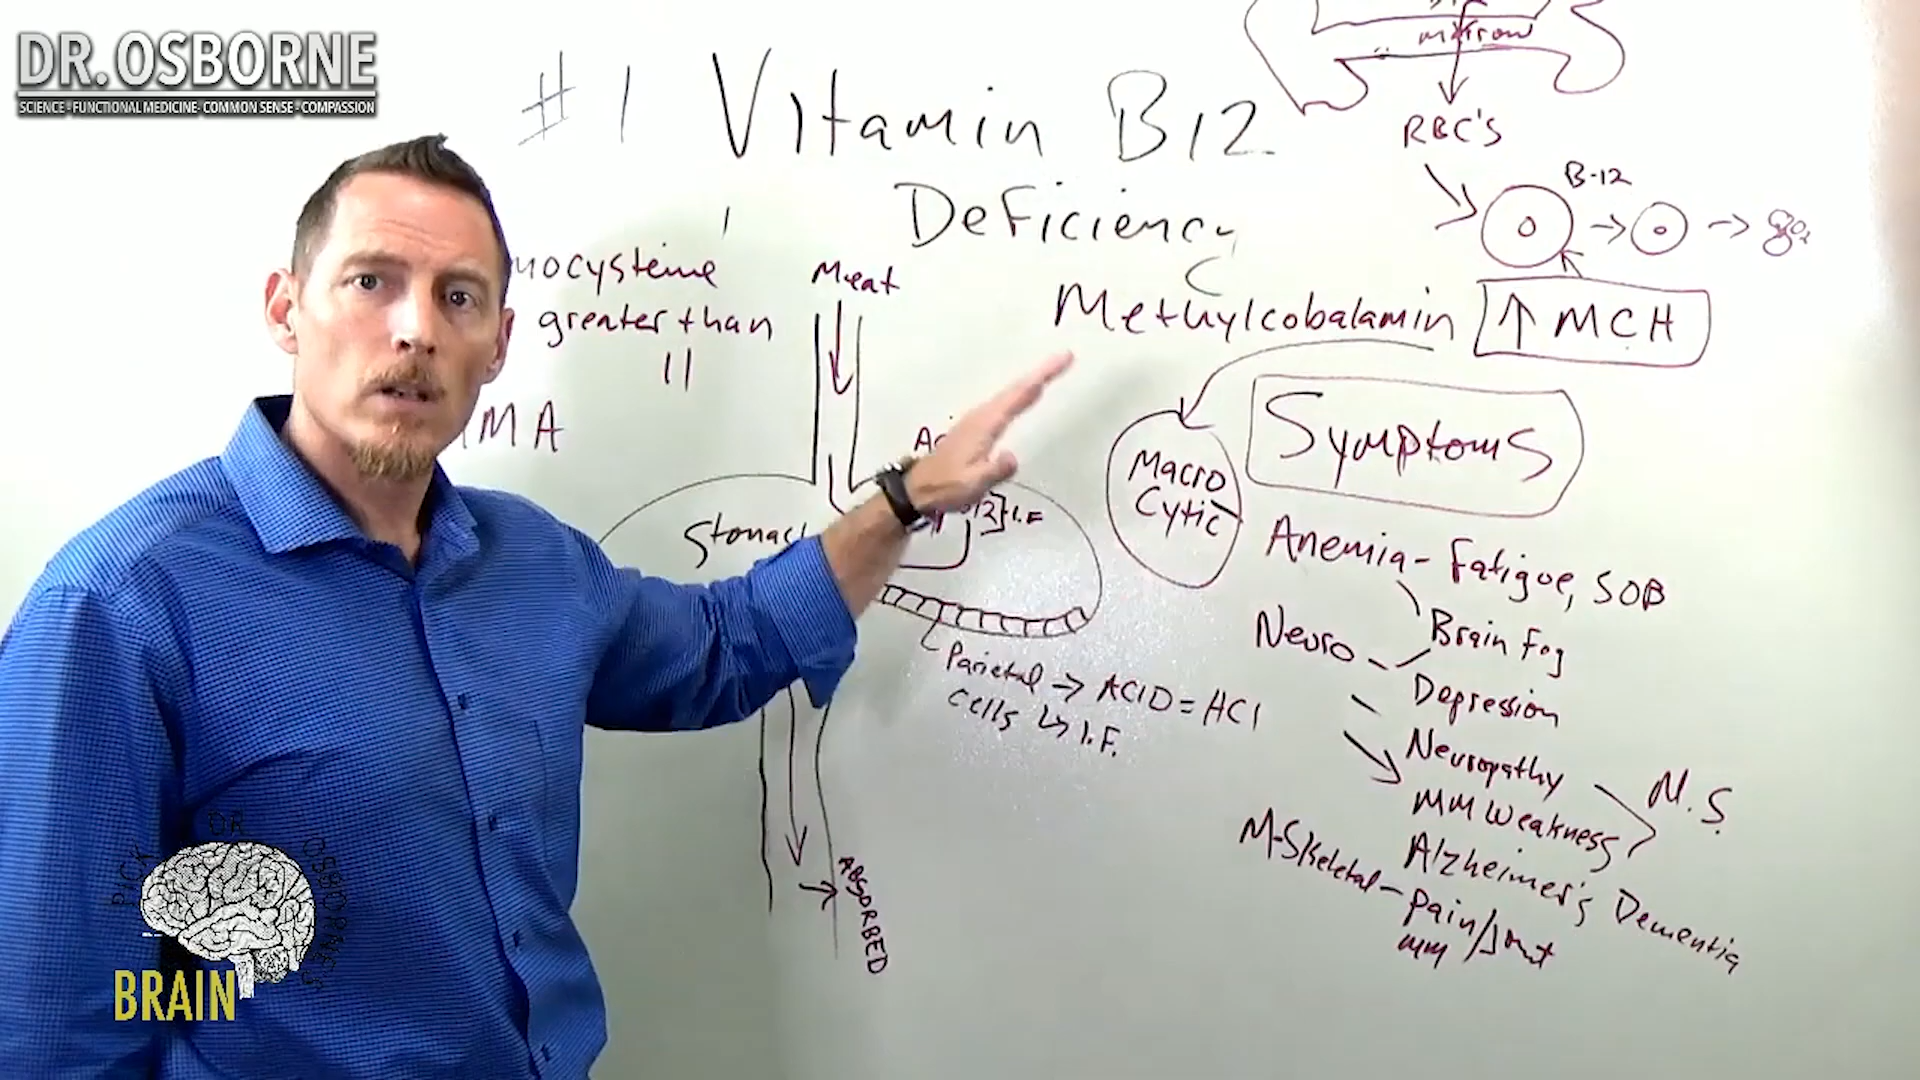 DR. OSBORNE
SCIENCE - FUNCTIONAL MEDICINE - COMMON SENSE - COMPASSION
#1 Vitamin B12
Deficiency
Methylcobalamin
marrow
RBC's
B-12
↑ MCH
greater than
11
MA
Meat
Stomach
I.F
Parietal → ACID = HCl
cells ↳ I.F.
ABSORBED
Macro
Cytic
Symptoms
Anemia - Fatigue, SOB
Brain Fog
Neuro -
Depression
Neuropathy
MM Weakness
N.S.
Alzheimer's Dementia
M-Skeletal - Pain/Joint
mm
PICK DR. OSBORNES
BRAIN